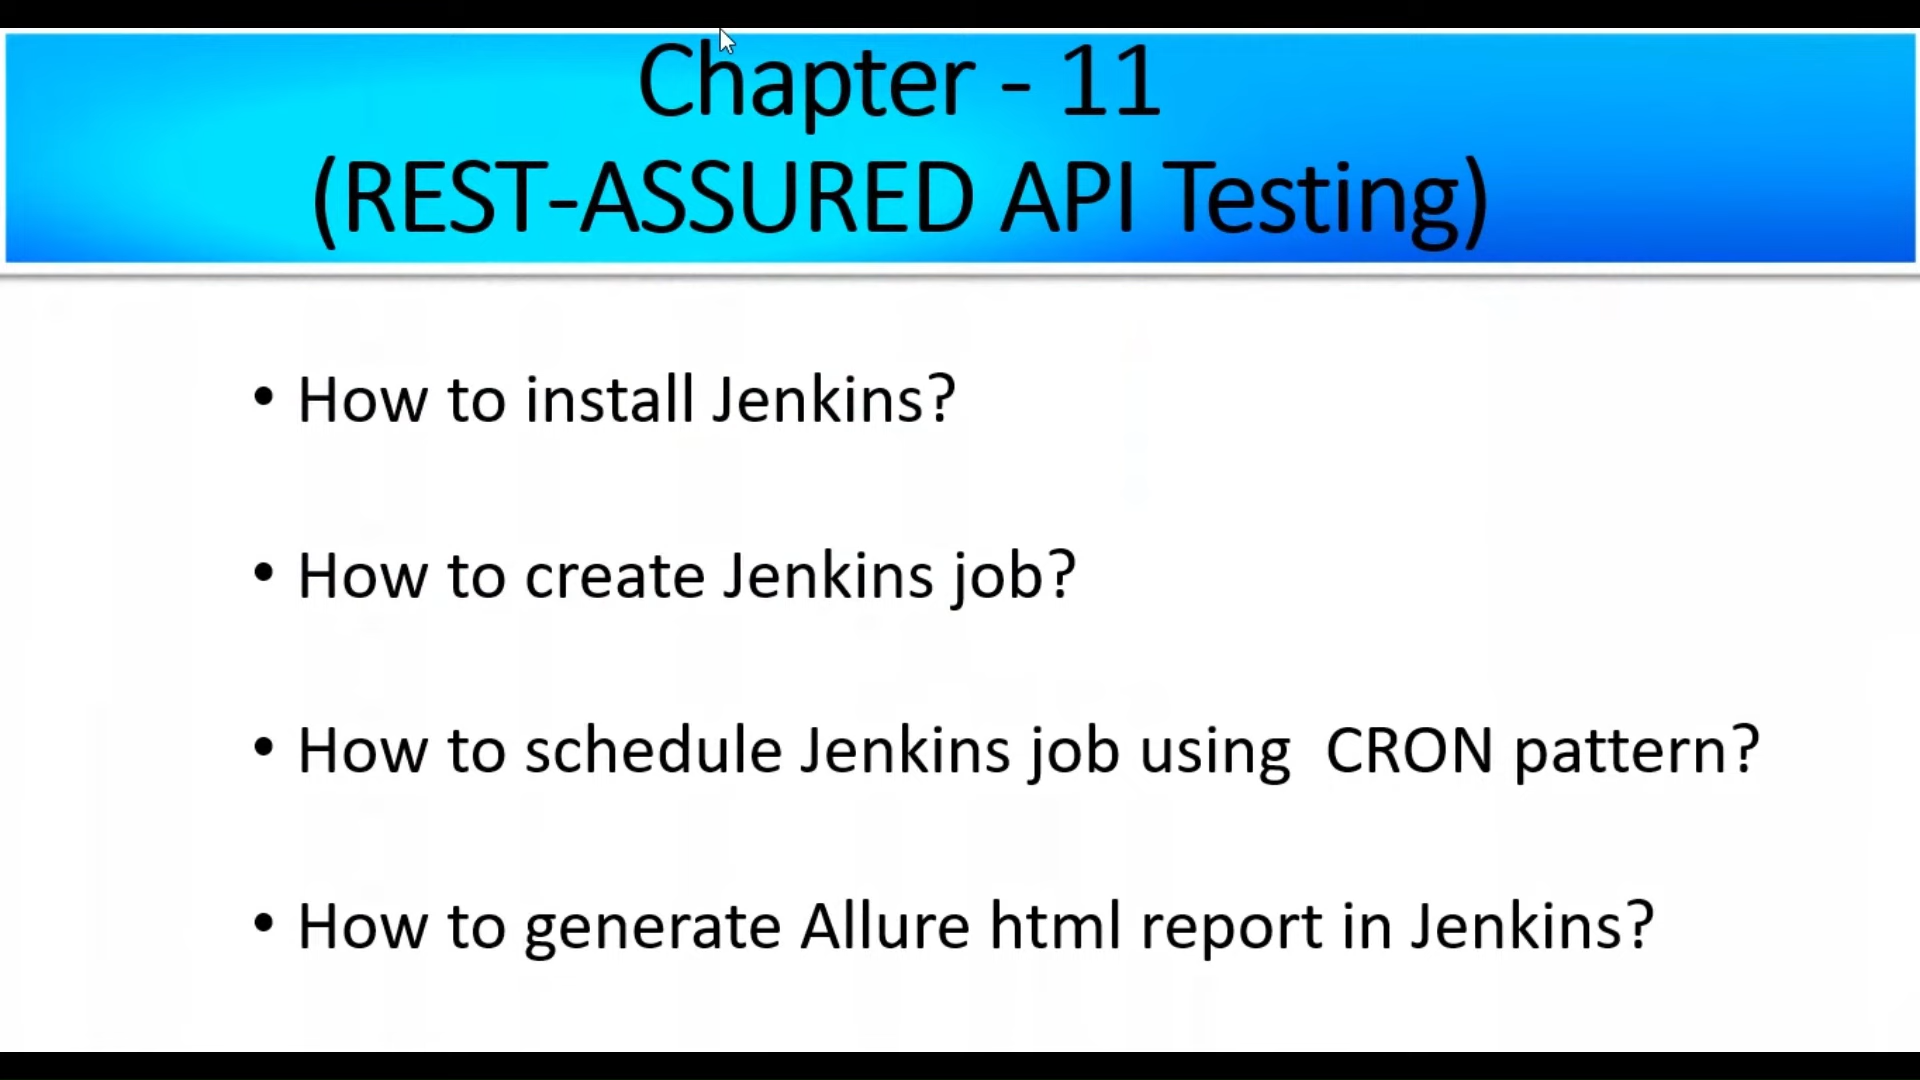 Chapter - 11
(REST-ASSURED API Testing)
• How to install Jenkins?
• How to create Jenkins job?
• How to schedule Jenkins job using  CRON pattern?
• How to generate Allure html report in Jenkins?